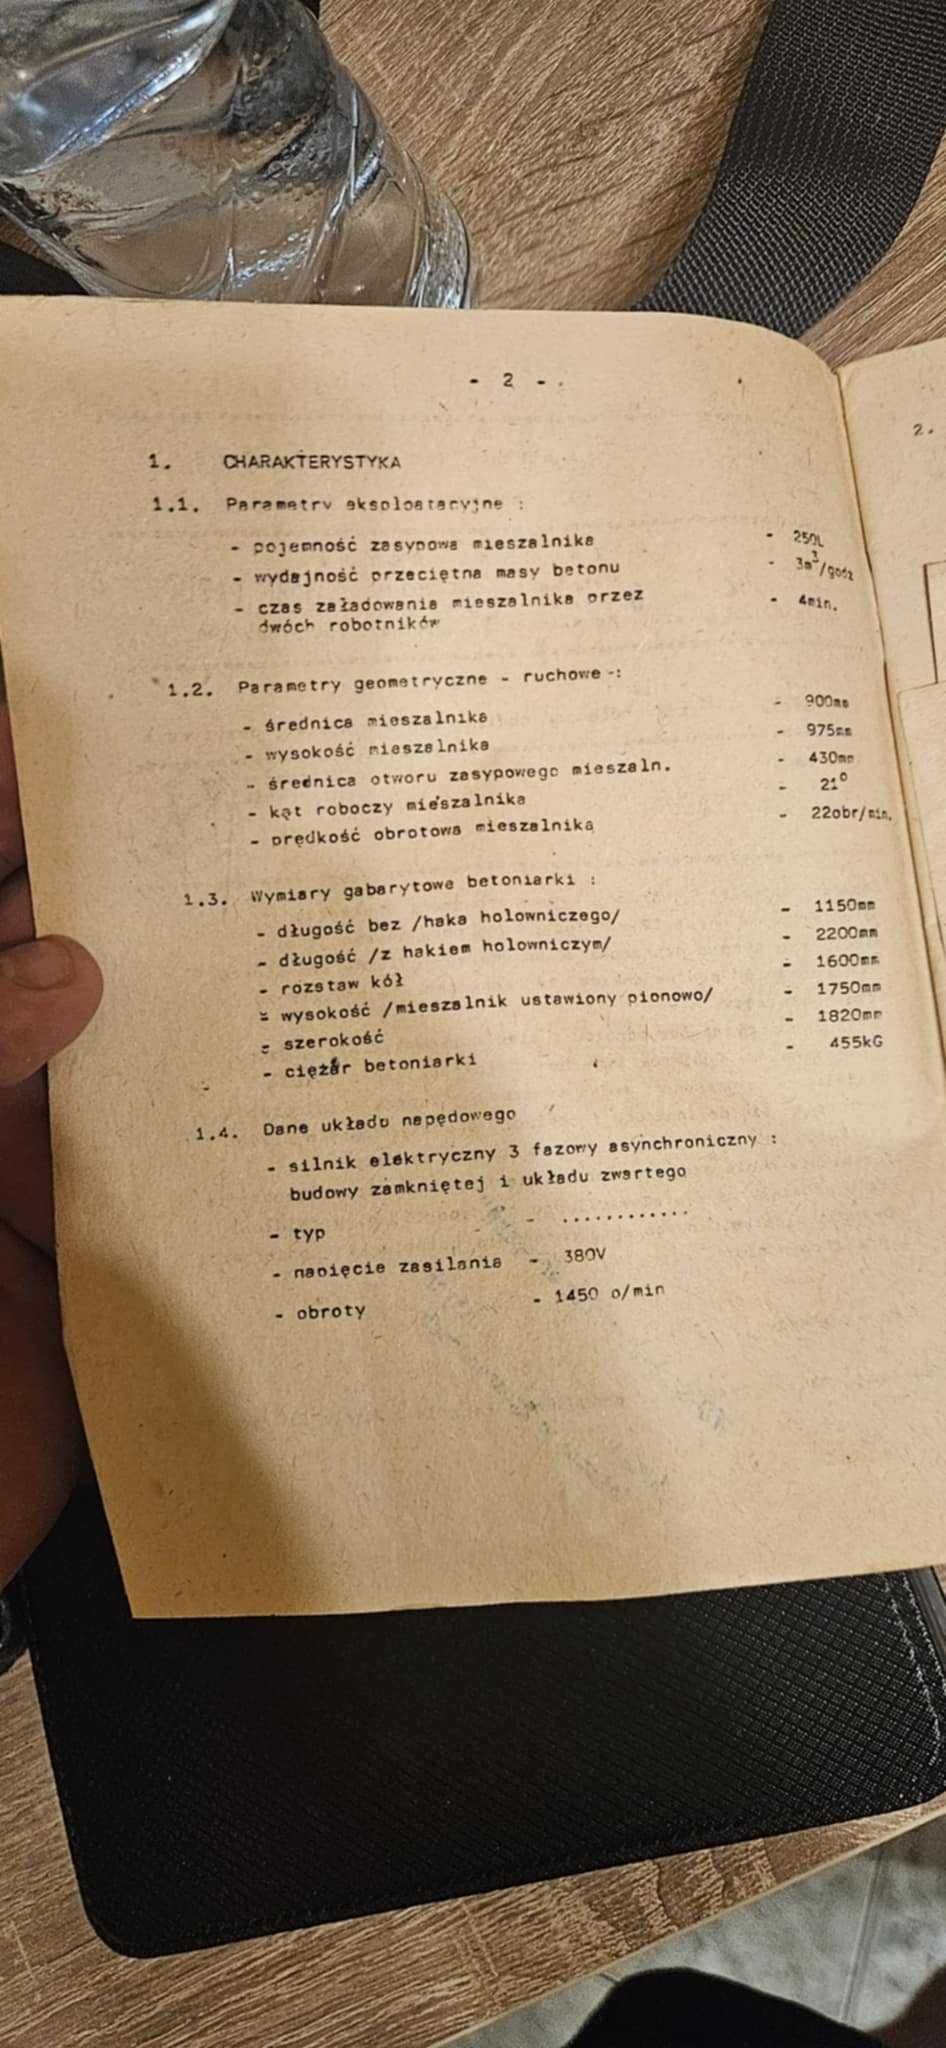 - 2 -
2.
1. CHARAKTERYSTYKA
1.1. Parametry eksploatacyjne :
- pojemność zasypowa mieszalnika - 250L
- wydajność przeciętna masy betonu - 3m³/godz
- czas załadowania mieszalnika przez - 4min.
dwóch robotników
1.2. Parametry geometryczne - ruchowe -:
- średnica mieszalnika - 900mm
- wysokość mieszalnika - 975mm
- średnica otworu zasypowego mieszaln. - 430mm
- kąt roboczy mieszalnika - 21°
- prędkość obrotowa mieszalnika - 22obr/min.
1.3. Wymiary gabarytowe betoniarki :
- długość bez /haka holowniczego/ - 1150mm
- długość /z hakiem holowniczym/ - 2200mm
- rozstaw kół - 1600mm
- wysokość /mieszalnik ustawiony pionowo/ - 1750mm
- szerokość - 1820mm
- ciężar betoniarki - 455kG
1.4. Dane układu napędowego
- silnik elektryczny 3 fazowy asynchroniczny :
budowy zamkniętej i układu zwartego
- typ - ............
- napięcie zasilania - 380V
- obroty - 1450 o/min